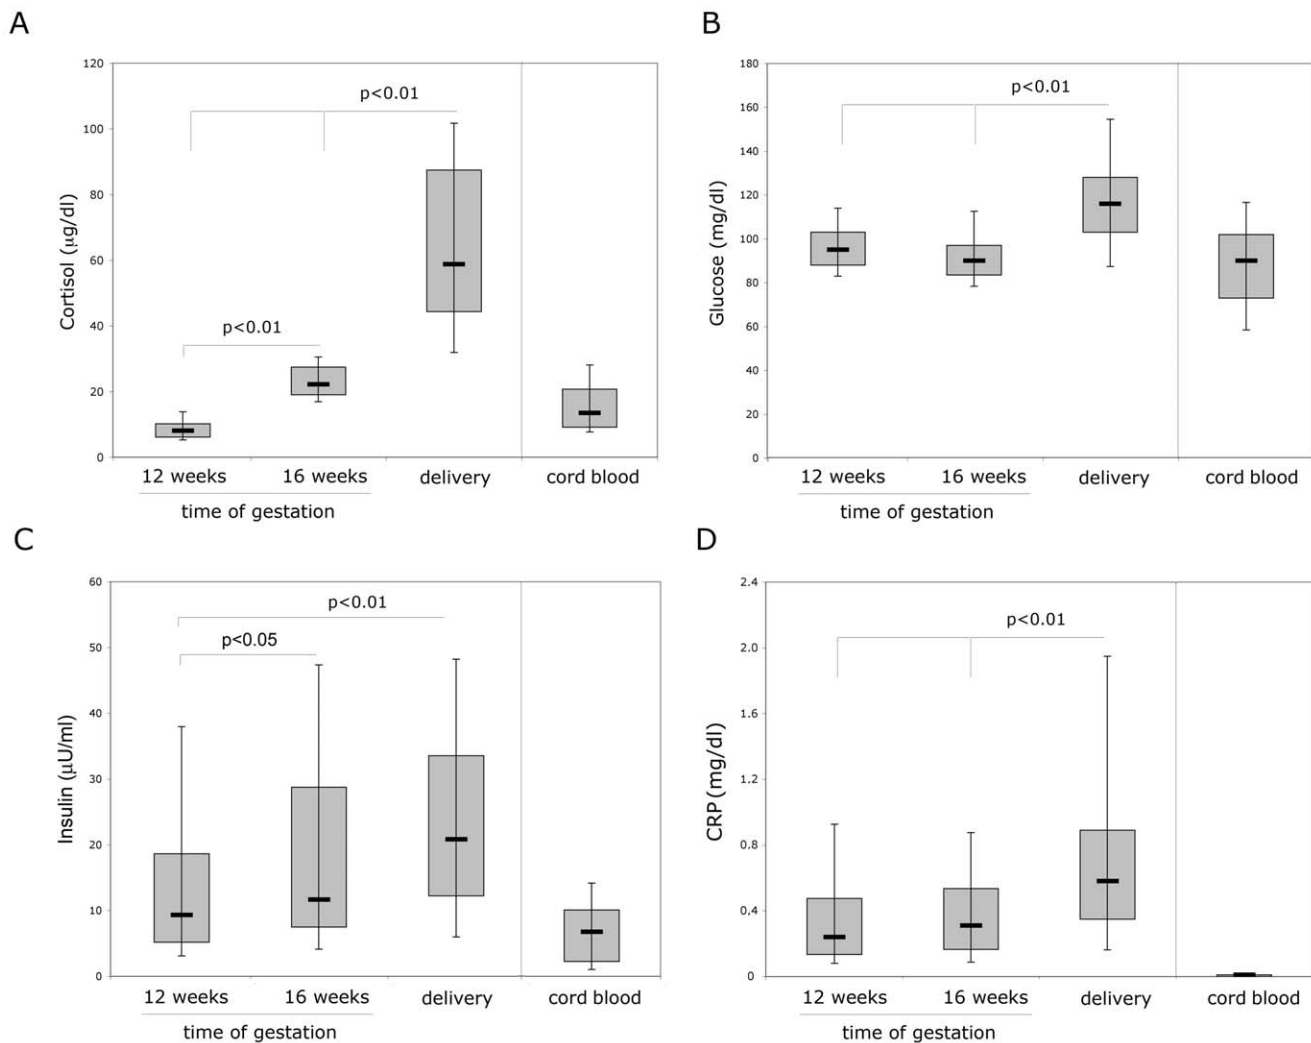 A
120
100
80
60
40
20
0
Cortisol (µg/dl)
p<0.01
p<0.01
12 weeks
16 weeks
delivery
cord blood
time of gestation
B
180
160
140
120
100
80
60
40
20
0
Glucose (mg/dl)
p<0.01
12 weeks
16 weeks
delivery
cord blood
time of gestation
C
60
50
40
30
20
10
0
Insulin (µU/ml)
p<0.01
p<0.05
12 weeks
16 weeks
delivery
cord blood
time of gestation
D
2.4
2.0
1.6
1.2
0.8
0.4
0
CRP (mg/dl)
p<0.01
12 weeks
16 weeks
delivery
cord blood
time of gestation